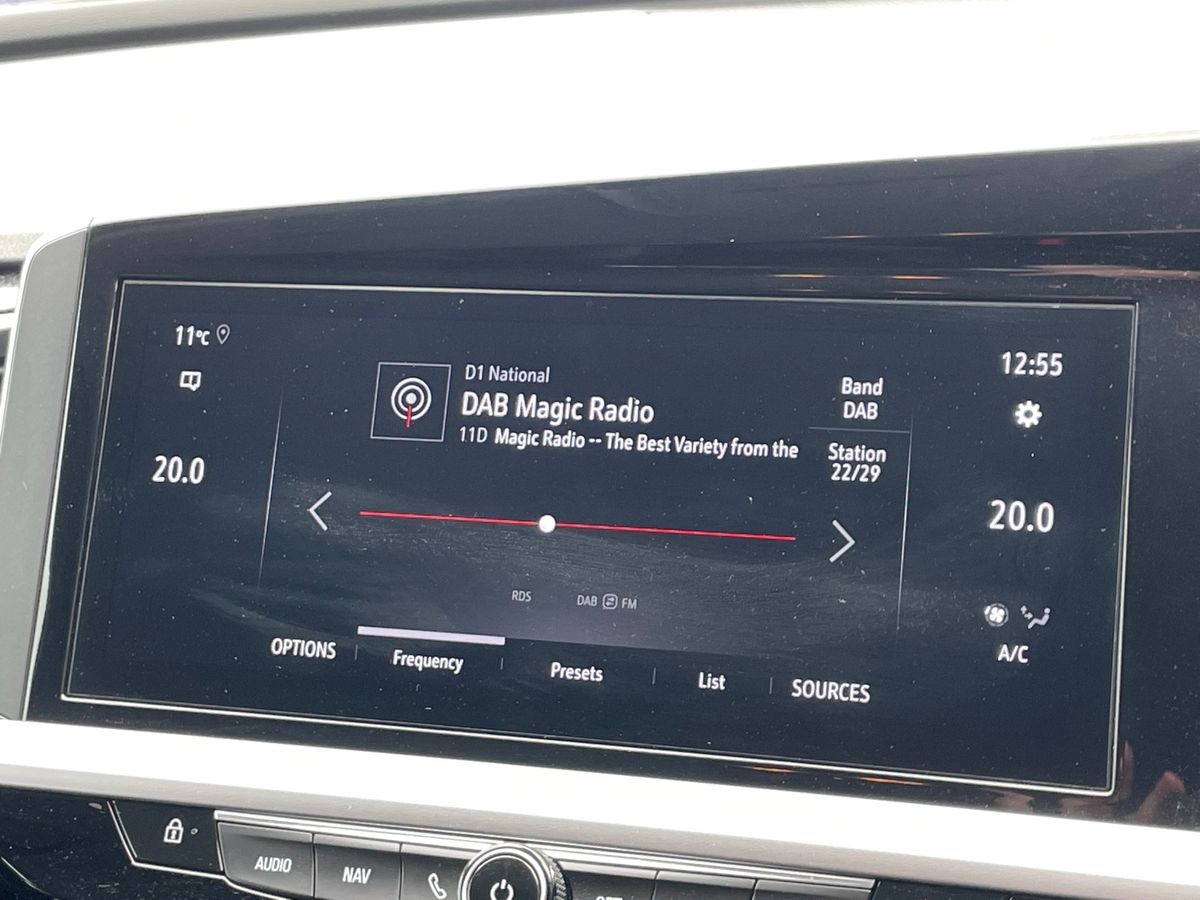 11°C
20.0
D1 National
DAB Magic Radio
11D Magic Radio -- The Best Variety from the
Band
DAB
Station
22/29
12:55
20.0
A/C
RDS
DAB FM
OPTIONS
Frequency
Presets
List
SOURCES
AUDIO
NAV